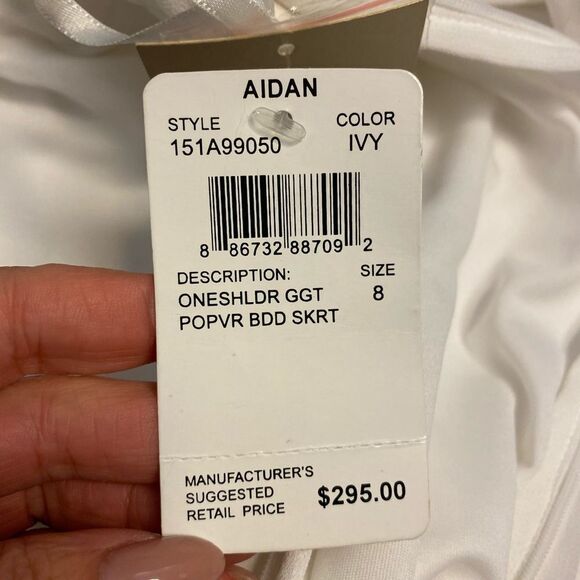 AIDAN
STYLE COLOR
151A99050 IVY
8 86732 88709 2
DESCRIPTION: SIZE
ONESHLDR GGT 8
POPVR BDD SKRT
MANUFACTURER'S
SUGGESTED $295.00
RETAIL PRICE